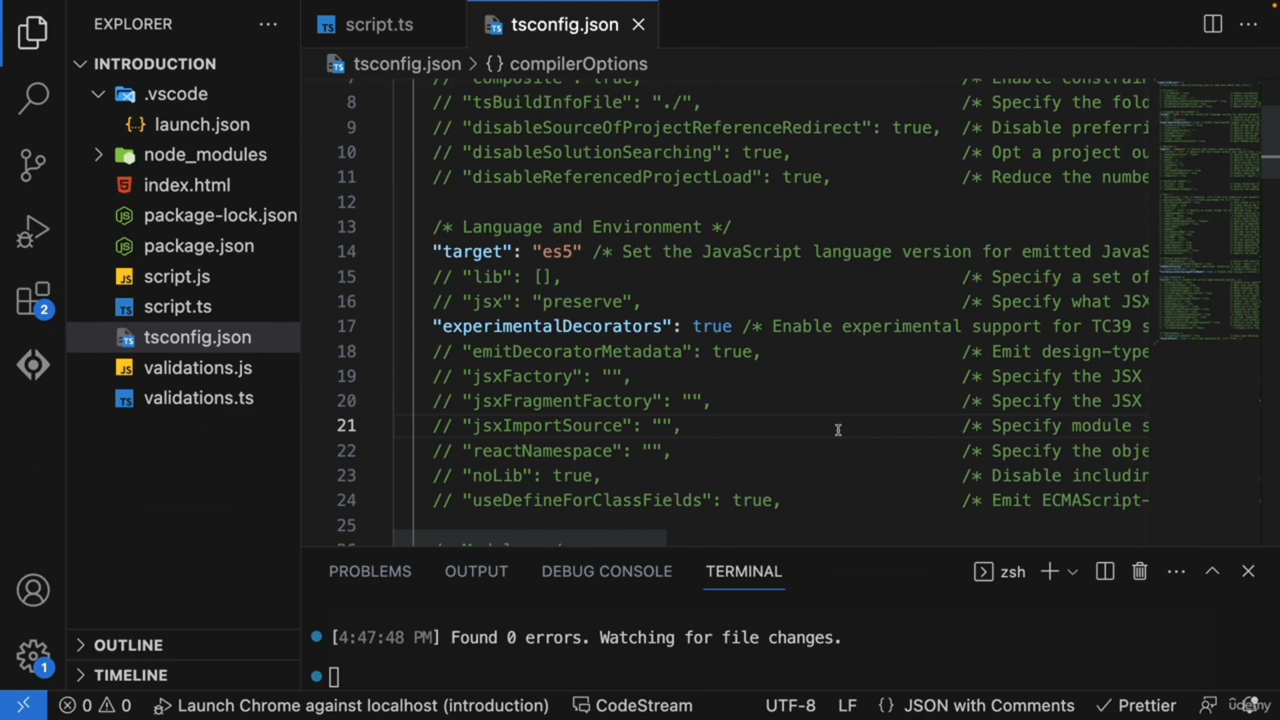 EXPLORER
INTRODUCTION
.vscode
launch.json
node_modules
index.html
package-lock.json
package.json
script.js
script.ts
tsconfig.json
validations.js
validations.ts
OUTLINE
TIMELINE
script.ts
tsconfig.json
tsconfig.json > {} compilerOptions
7 // "composite": true, /* Enable constrai
8 // "tsBuildInfoFile": "./", /* Specify the fold
9 // "disableSourceOfProjectReferenceRedirect": true, /* Disable preferri
10 // "disableSolutionSearching": true, /* Opt a project ou
11 // "disableReferencedProjectLoad": true, /* Reduce the numbe
12
13 /* Language and Environment */
14 "target": "es5" /* Set the JavaScript language version for emitted JavaS
15 // "lib": [], /* Specify a set of
16 // "jsx": "preserve", /* Specify what JSX
17 "experimentalDecorators": true /* Enable experimental support for TC39 s
18 // "emitDecoratorMetadata": true, /* Emit design-type
19 // "jsxFactory": "", /* Specify the JSX
20 // "jsxFragmentFactory": "", /* Specify the JSX
21 // "jsxImportSource": "", /* Specify module s
22 // "reactNamespace": "", /* Specify the obje
23 // "noLib": true, /* Disable includin
24 // "useDefineForClassFields": true, /* Emit ECMAScript-
25
PROBLEMS OUTPUT DEBUG CONSOLE TERMINAL zsh
[4:47:48 PM] Found 0 errors. Watching for file changes.
2
1
0 0 Launch Chrome against localhost (introduction) CodeStream UTF-8 LF {} JSON with Comments Prettier
udemy